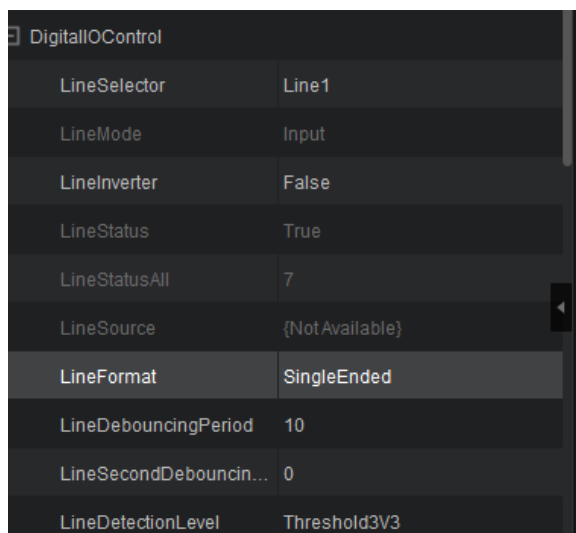 DigitalIOControl
LineSelector Line1
LineMode Input
LineInverter False
LineStatus True
LineStatusAll 7
LineSource {NotAvailable}
LineFormat SingleEnded
LineDebouncingPeriod 10
LineSecondDebouncin... 0
LineDetectionLevel Threshold3V3